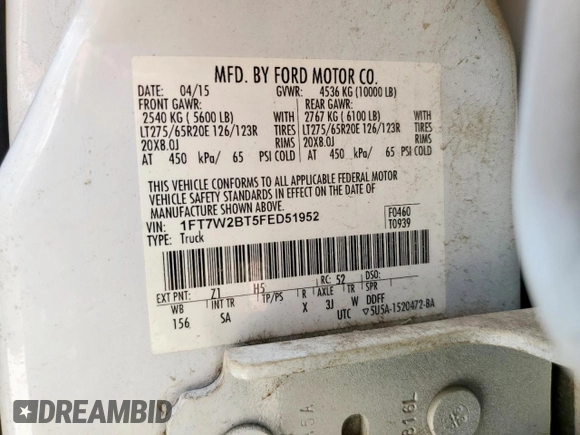 MFD. BY FORD MOTOR CO.
DATE: 04/15 GVWR: 4536 KG (10000 LB)
FRONT GAWR: REAR GAWR:
2540 KG ( 5600 LB) WITH 2767 KG ( 6100 LB) WITH
LT275/65R20E 126/123R TIRES LT275/65R20E 126/123R TIRES
20X8.0J RIMS 20X8.0J RIMS
AT 450 kPa/ 65 PSI COLD AT 450 kPa/ 65 PSI COLD
THIS VEHICLE CONFORMS TO ALL APPLICABLE FEDERAL MOTOR
VEHICLE SAFETY STANDARDS IN EFFECT ON THE DATE OF
MANUFACTURE SHOWN ABOVE.
VIN: 1FT7W2BT5FED51952 F0460
TYPE: Truck T0939
EXT PNT: Z1 H5 RC: 52 DSO:
WB INT TR TP/PS R AXLE TR SPR
156 SA X 3J W DDFF
UTC ▽5U5A-1520472-BA
816L
DREAMBID